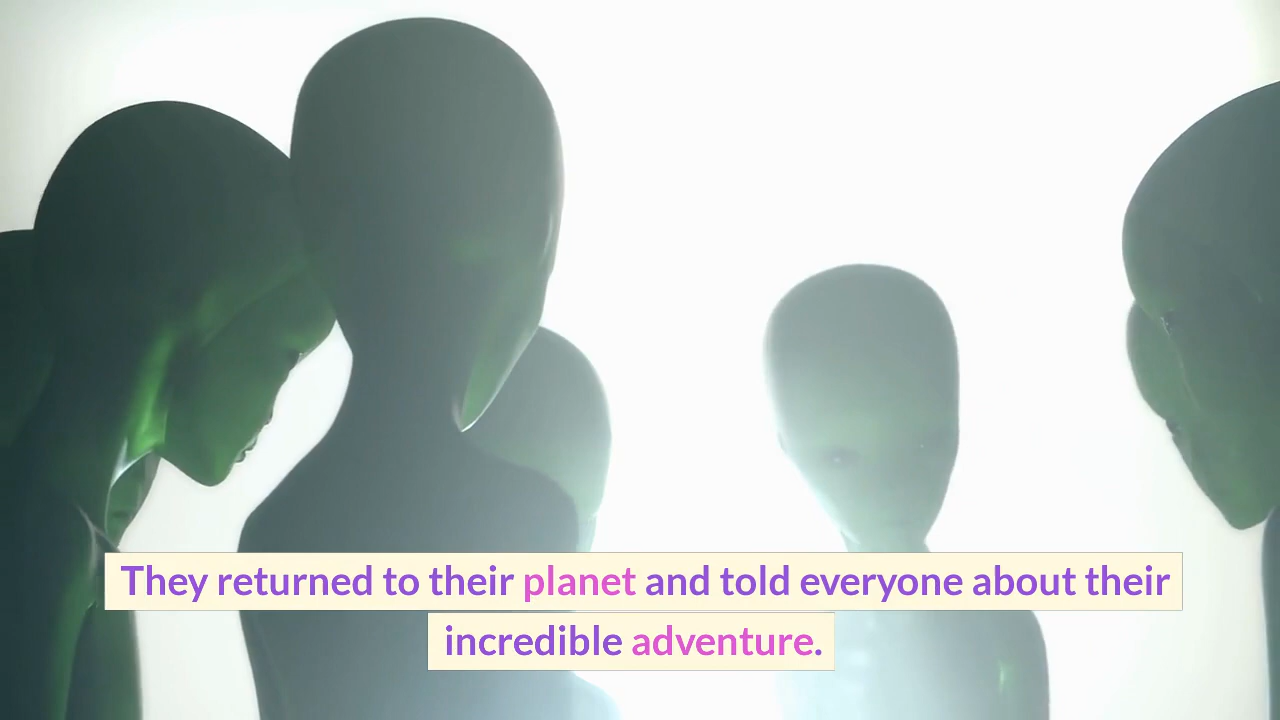 They returned to their planet and told everyone about their
incredible adventure.